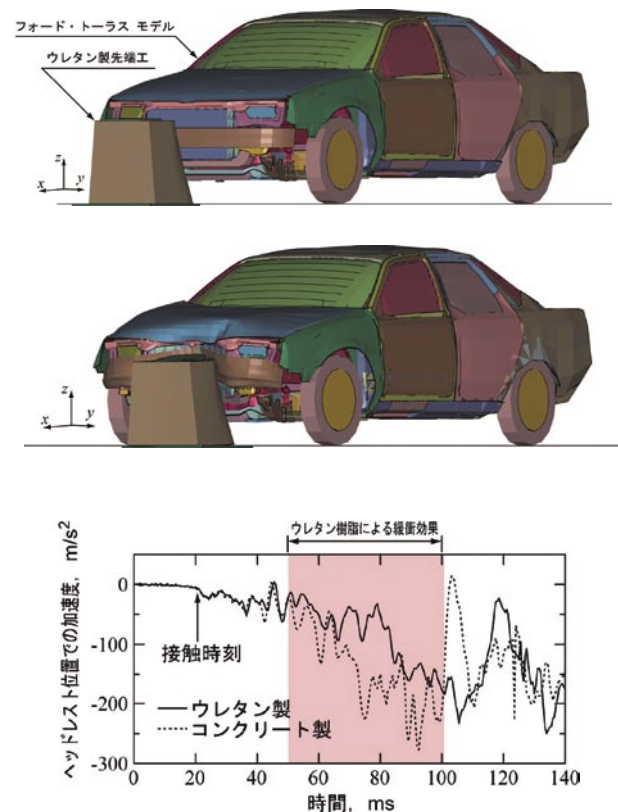 フォード・トーラス モデル
ウレタン製先端工
z
x
y
z
x
y
ウレタン樹脂による緩衝効果
ヘッドレスト位置での加速度, m/s²
0
-100
-200
-300
接触時刻
ウレタン製
コンクリート製
0 20 40 60 80 100 120 140
時間, ms